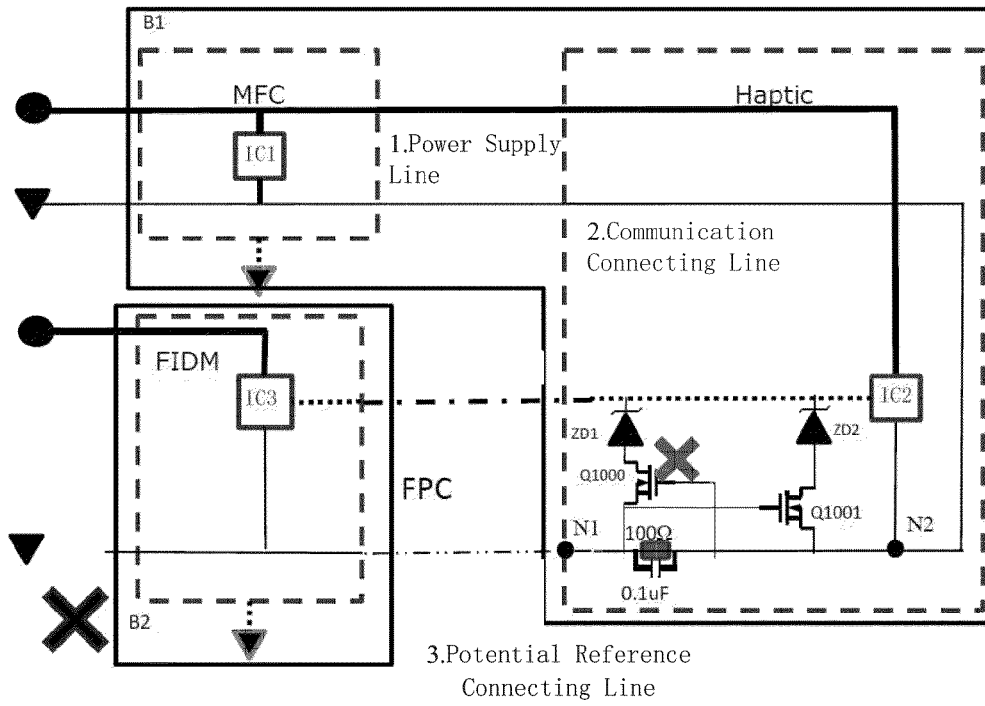 B1
MFC
Haptic
IC1
1.Power Supply
Line
2.Communication
Connecting Line
FIDM
IC3
IC2
ZD1
ZD2
Q1000
FPC
Q1001
N1
100Ω
N2
0.1uF
B2
3.Potential Reference
Connecting Line